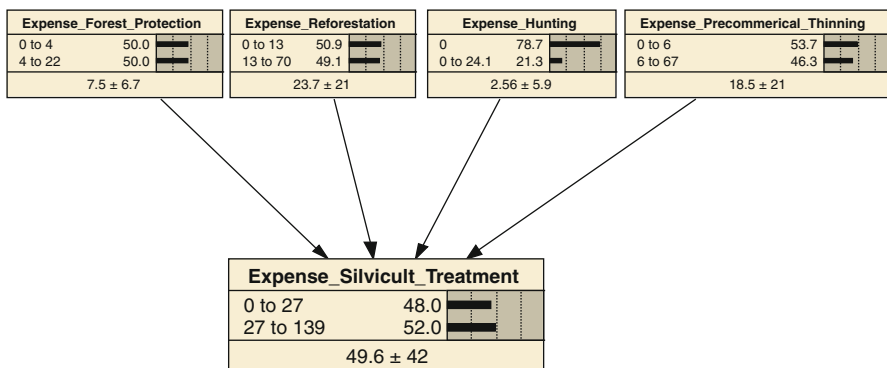 Expense_Forest_Protection
0 to 4 50.0
4 to 22 50.0
7.5 ± 6.7
Expense_Reforestation
0 to 13 50.9
13 to 70 49.1
23.7 ± 21
Expense_Hunting
0 78.7
0 to 24.1 21.3
2.56 ± 5.9
Expense_Precommerical_Thinning
0 to 6 53.7
6 to 67 46.3
18.5 ± 21
Expense_Silvicult_Treatment
0 to 27 48.0
27 to 139 52.0
49.6 ± 42